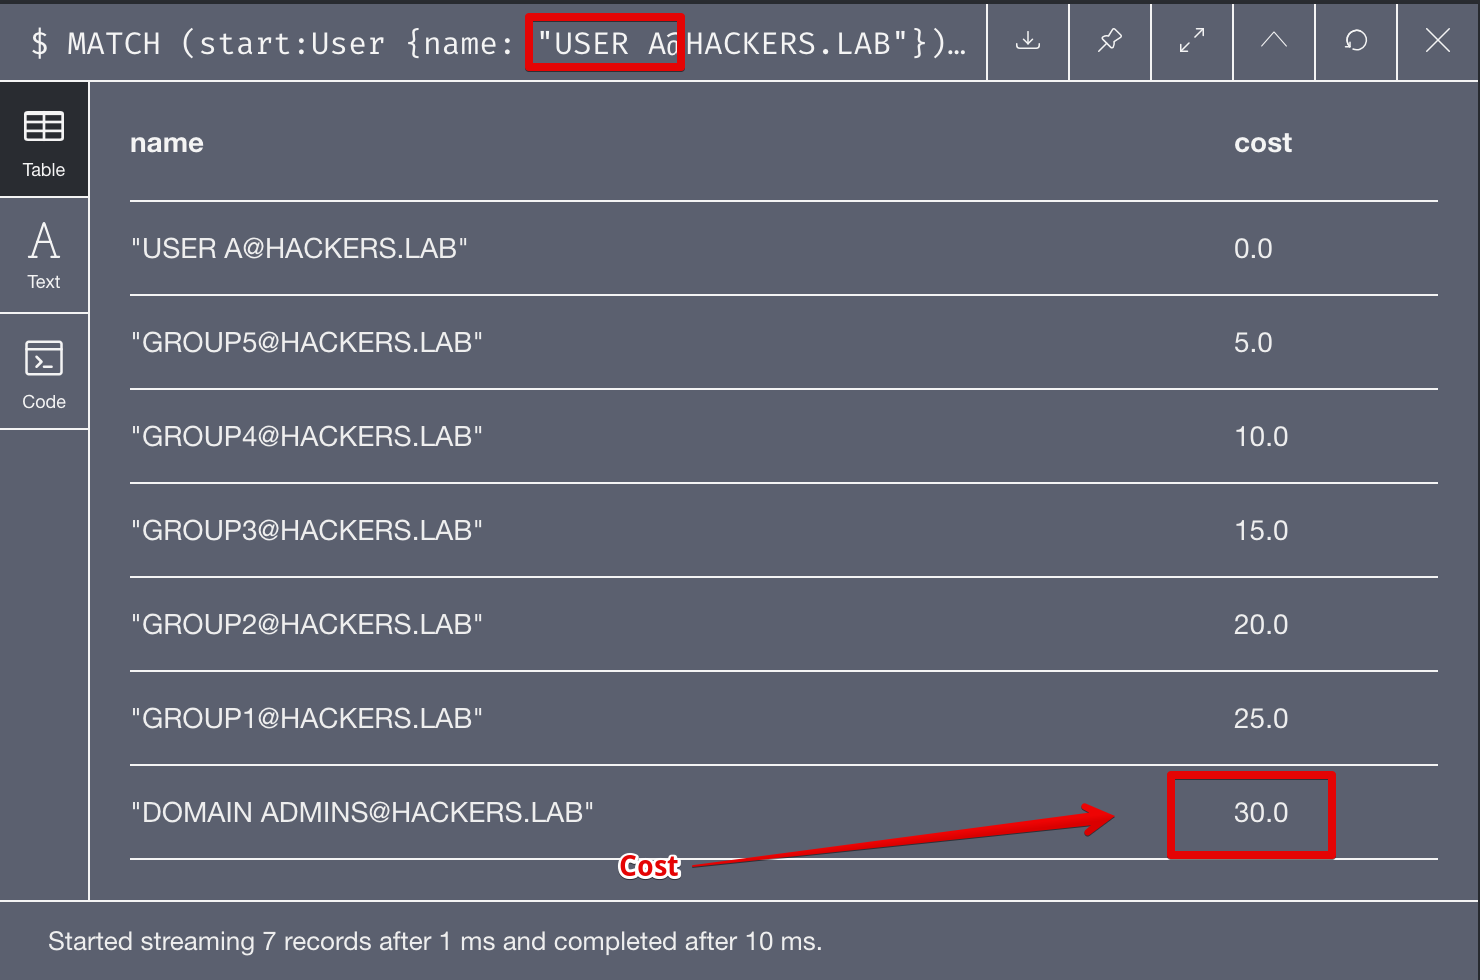 $ MATCH (start:User {name: "USER A@HACKERS.LAB"})…
Table
Text
Code
name cost
"USER A@HACKERS.LAB" 0.0
"GROUP5@HACKERS.LAB" 5.0
"GROUP4@HACKERS.LAB" 10.0
"GROUP3@HACKERS.LAB" 15.0
"GROUP2@HACKERS.LAB" 20.0
"GROUP1@HACKERS.LAB" 25.0
"DOMAIN ADMINS@HACKERS.LAB" 30.0
Cost
Started streaming 7 records after 1 ms and completed after 10 ms.